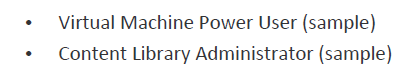 • Virtual Machine Power User (sample)
• Content Library Administrator (sample)